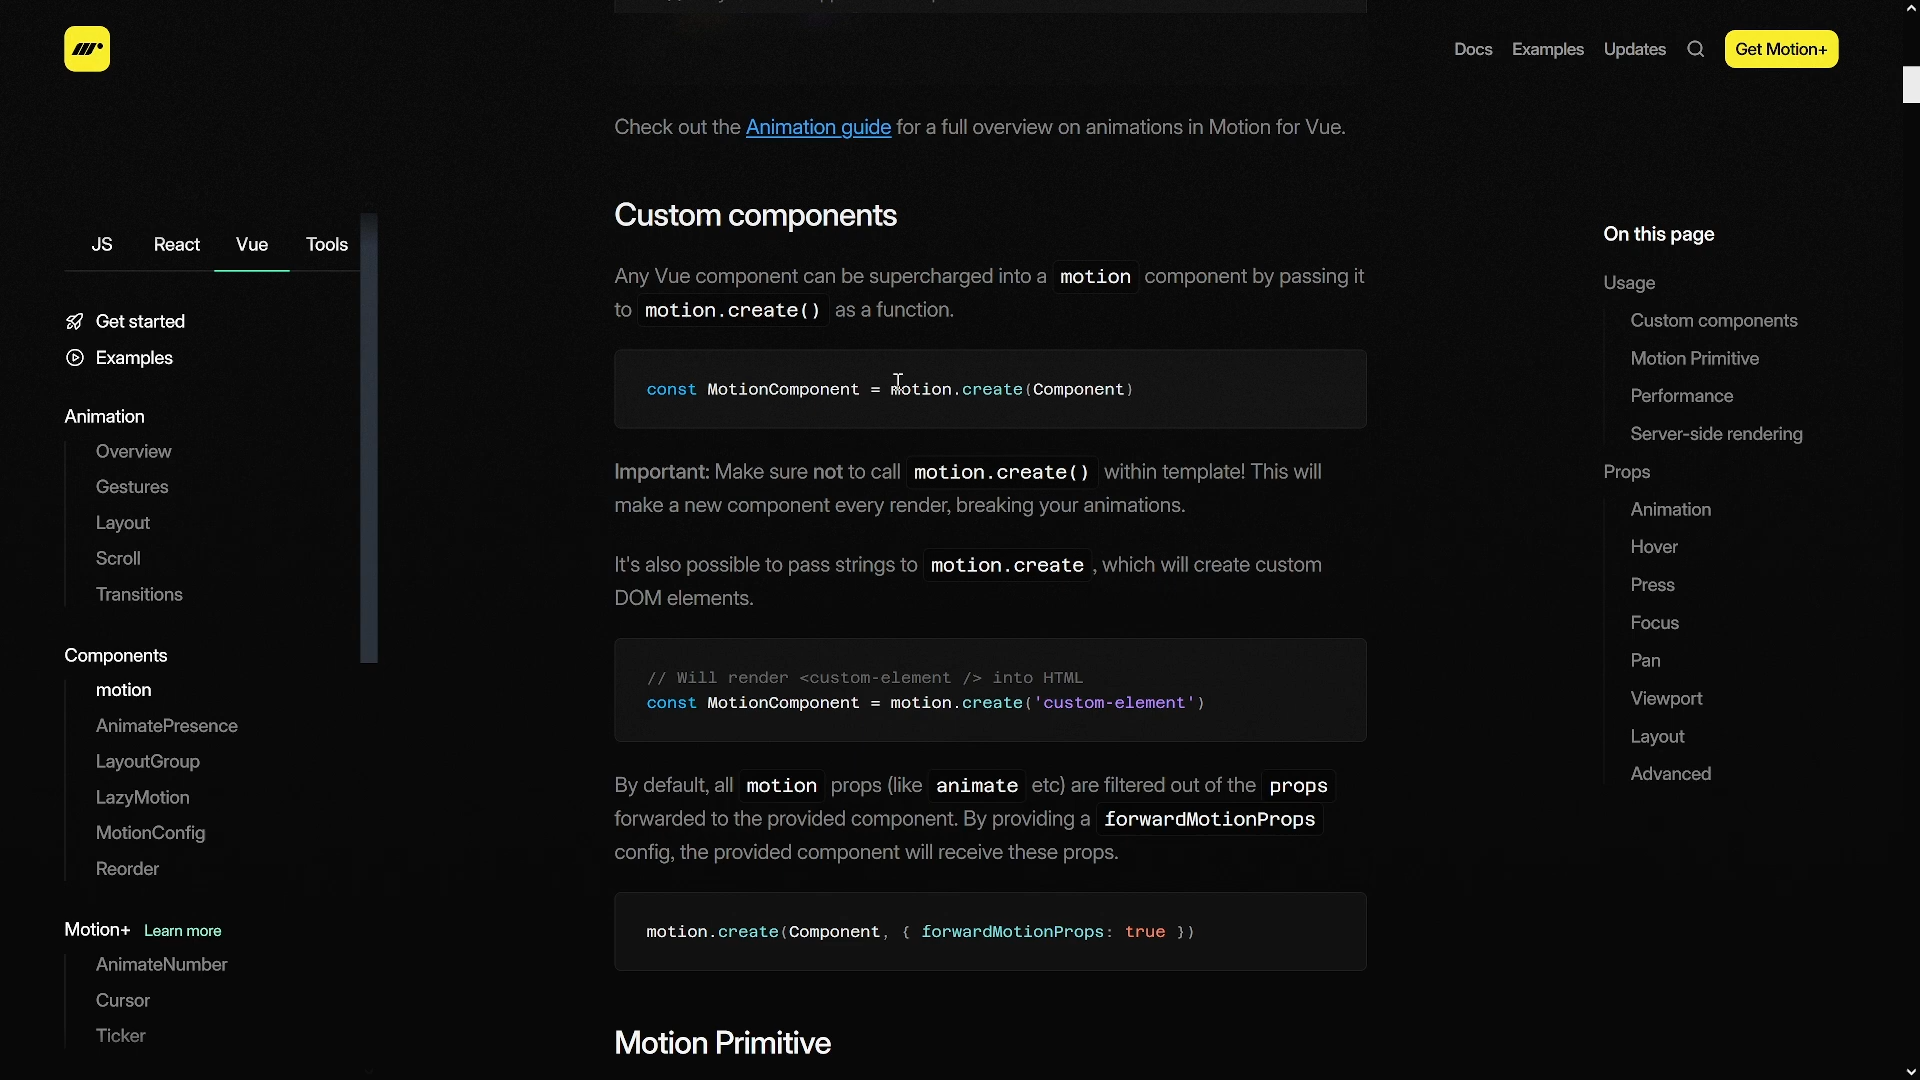 Docs Examples Updates Get Motion+
Check out the Animation guide for a full overview on animations in Motion for Vue.
Custom components
Any Vue component can be supercharged into a motion component by passing it
to motion.create() as a function.
const MotionComponent = motion.create(Component)
Important: Make sure not to call motion.create() within template! This will
make a new component every render, breaking your animations.
It's also possible to pass strings to motion.create, which will create custom
DOM elements.
// Will render <custom-element /> into HTML
const MotionComponent = motion.create('custom-element')
By default, all motion props (like animate etc) are filtered out of the props
forwarded to the provided component. By providing a forwardMotionProps
config, the provided component will receive these props.
motion.create(Component, { forwardMotionProps: true })
Motion Primitive
JS React Vue Tools
Get started
Examples
Animation
Overview
Gestures
Layout
Scroll
Transitions
Components
motion
AnimatePresence
LayoutGroup
LazyMotion
MotionConfig
Reorder
Motion+ Learn more
AnimateNumber
Cursor
Ticker
On this page
Usage
Custom components
Motion Primitive
Performance
Server-side rendering
Props
Animation
Hover
Press
Focus
Pan
Viewport
Layout
Advanced